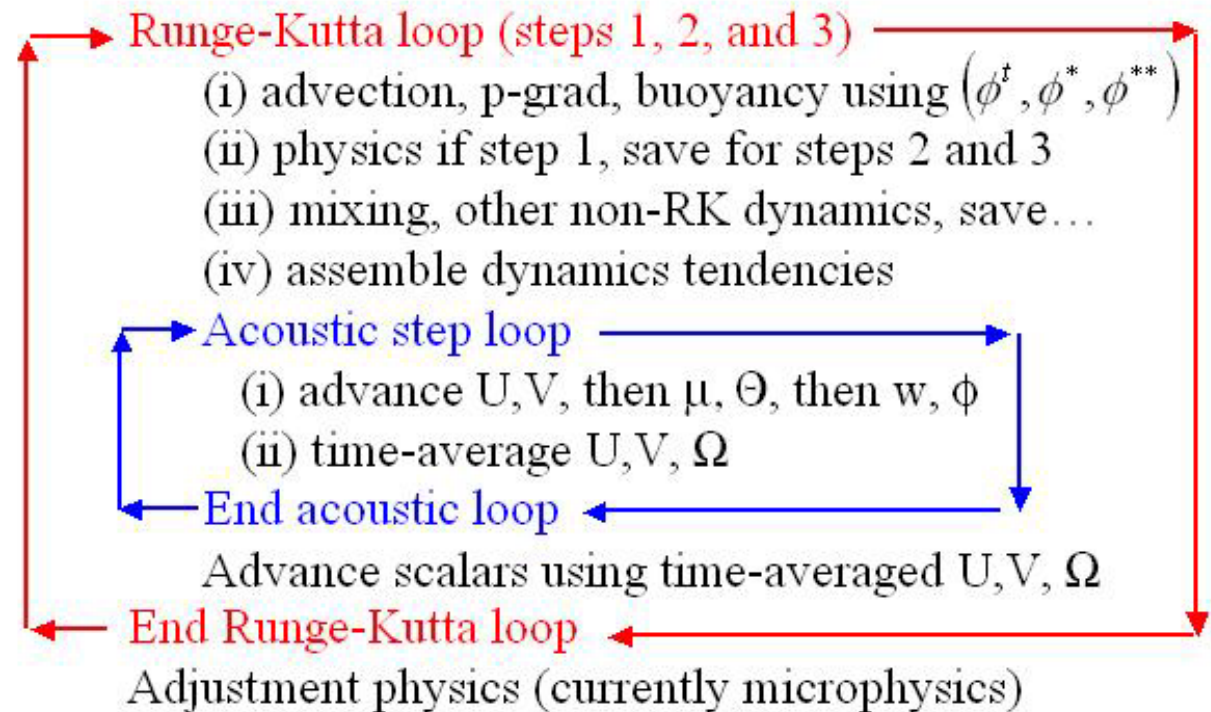 Runge-Kutta loop (steps 1, 2, and 3)
(i) advection, p-grad, buoyancy using (ϕᵗ, ϕ*, ϕ**)
(ii) physics if step 1, save for steps 2 and 3
(iii) mixing, other non-RK dynamics, save…
(iv) assemble dynamics tendencies
Acoustic step loop
(i) advance U,V, then μ, Θ, then w, ϕ
(ii) time-average U,V, Ω
End acoustic loop
Advance scalars using time-averaged U,V, Ω
End Runge-Kutta loop
Adjustment physics (currently microphysics)